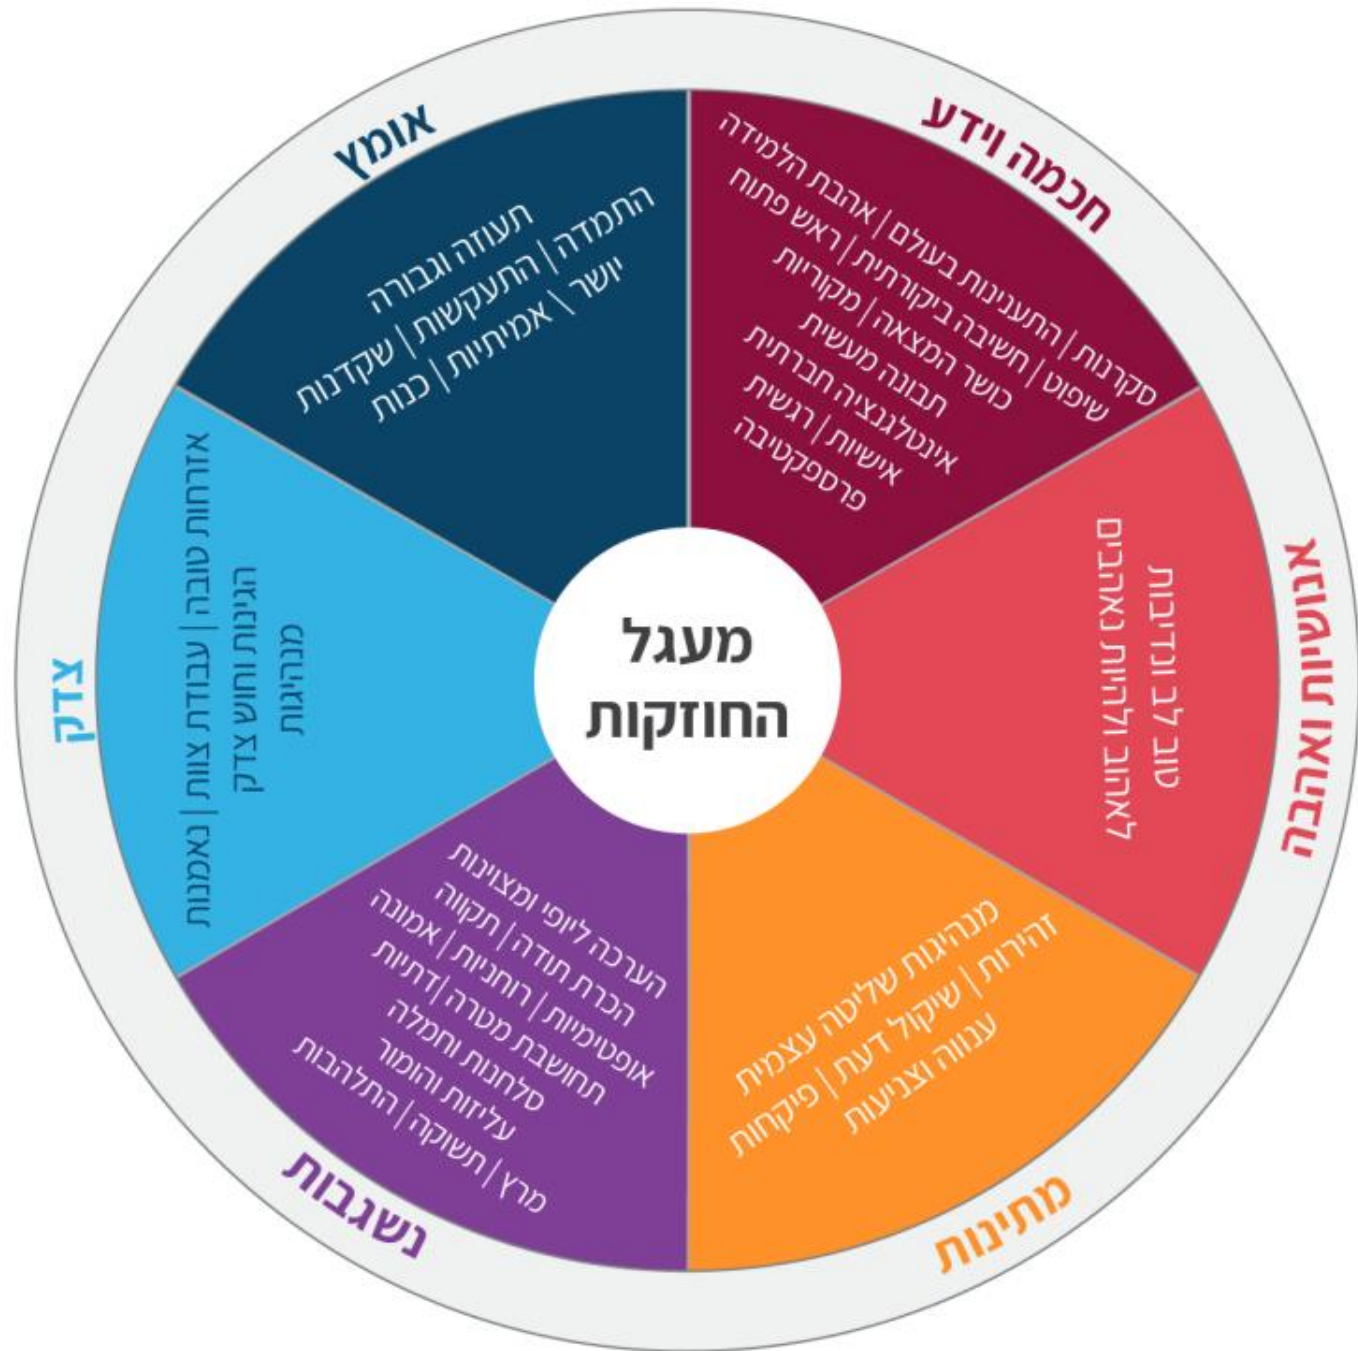 מעגל
החוזקות
חכמה וידע
סקרנות | התענינות בעולם | אהבת הלמידה
שיפוט | חשיבה ביקורתית | ראש פתוח
כושר המצאה | מקוריות
תבונה מעשית
אינטלגנציה חברתית
אישיות | רגשית
פרספקטיבה
אנושיות ואהבה
טוב לב ונדיבות
לאהוב ולהיות נאהבים
מתינות
מנהיגות שליטה עצמית
זהירות | שיקול דעת | פיקחות
ענווה וצניעות
נשגבות
הערכה ליופי ומצוינות
הכרת תודה | תקווה
אופטימיות | רוחניות | אמונה
תחושבת מטרה | דתיות
סלחנות וחמלה
עליזות והומור
מרץ | תשוקה | התלהבות
צדק
אזרחות טובה | עבודת צוות | נאמנות
הגינות וחוש צדק
מנהיגות
אומץ
תעוזה וגבורה
התמדה | התעקשות | שקדנות
יושר \ אמיתיות | כנות